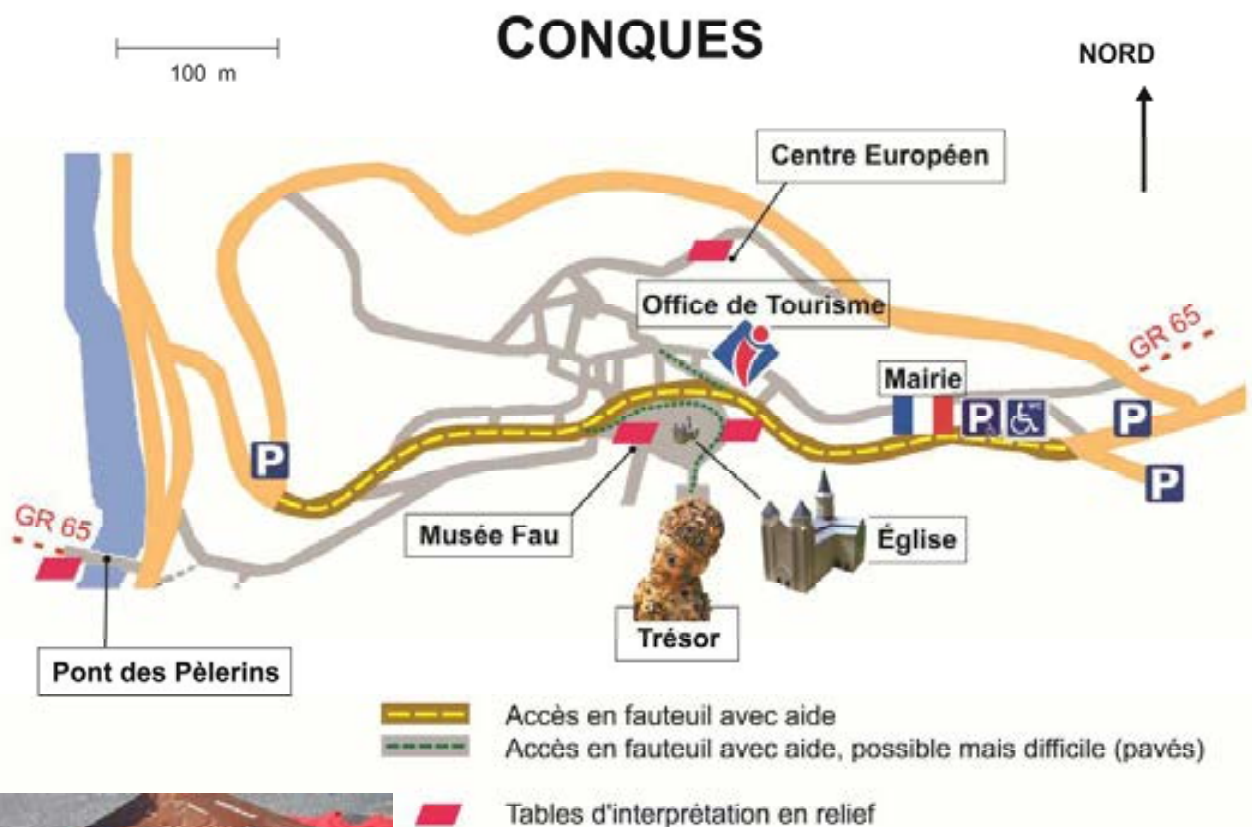 CONQUES
100 m
NORD
Centre Européen
Office de Tourisme
GR 65
Mairie
P
P
P
P
GR 65
Musée Fau
Église
Trésor
Pont des Pèlerins
Accès en fauteuil avec aide
Accès en fauteuil avec aide, possible mais difficile (pavés)
Tables d'interprétation en relief